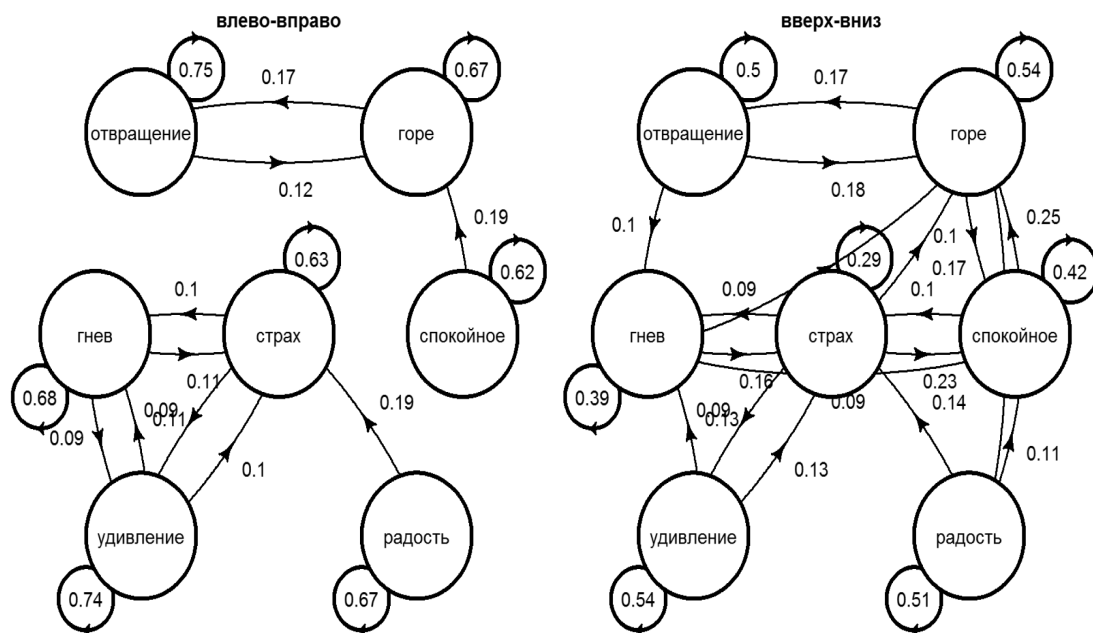 влево-вправо
0.75
0.67
0.17
отвращение
горе
0.12
0.19
0.63
0.62
0.1
гнев
страх
спокойное
0.11
0.68
0.19
0.09
0.09
0.11
0.1
удивление
радость
0.74
0.67
вверх-вниз
0.5
0.54
0.17
отвращение
горе
0.18
0.1
0.25
0.1
0.29
0.17
0.42
0.09
0.1
гнев
страх
спокойное
0.16
0.23
0.39
0.09
0.14
0.09
0.13
0.13
0.11
удивление
радость
0.54
0.51